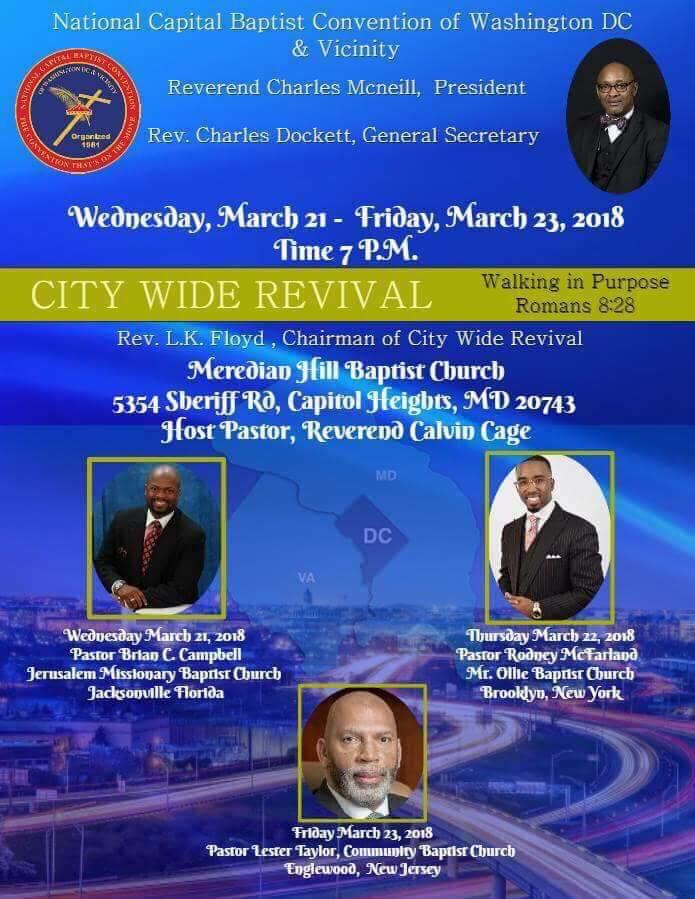 National Capital Baptist Convention of Washington DC
& Vicinity
NATIONAL CAPITAL BAPTIST CONVENTION
OF WASHINGTON DC & VICINITY
Organized
1981
THE CONVENTION THAT'S ON THE MOVE
Reverend Charles Mcneill, President
Rev. Charles Dockett, General Secretary
Wednesday, March 21 - Friday, March 23, 2018
Time 7 P.M.
CITY WIDE REVIVAL
Walking in Purpose
Romans 8:28
Rev. L.K. Floyd , Chairman of City Wide Revival
Meredian Hill Baptist Church
5354 Sheriff Rd, Capitol Heights, MD 20743
Host Pastor, Reverend Calvin Cage
MD
DC
VA
Wednesday March 21, 2018
Pastor Brian C. Campbell
Jerusalem Missionary Baptist Church
Jacksonville Florida
Thursday March 22, 2018
Pastor Rodney McFarland
Mt. Ollie Baptist Church
Brooklyn, New York
Friday March 23, 2018
Pastor Lester Taylor, Community Baptist Church
Englewood, New Jersey